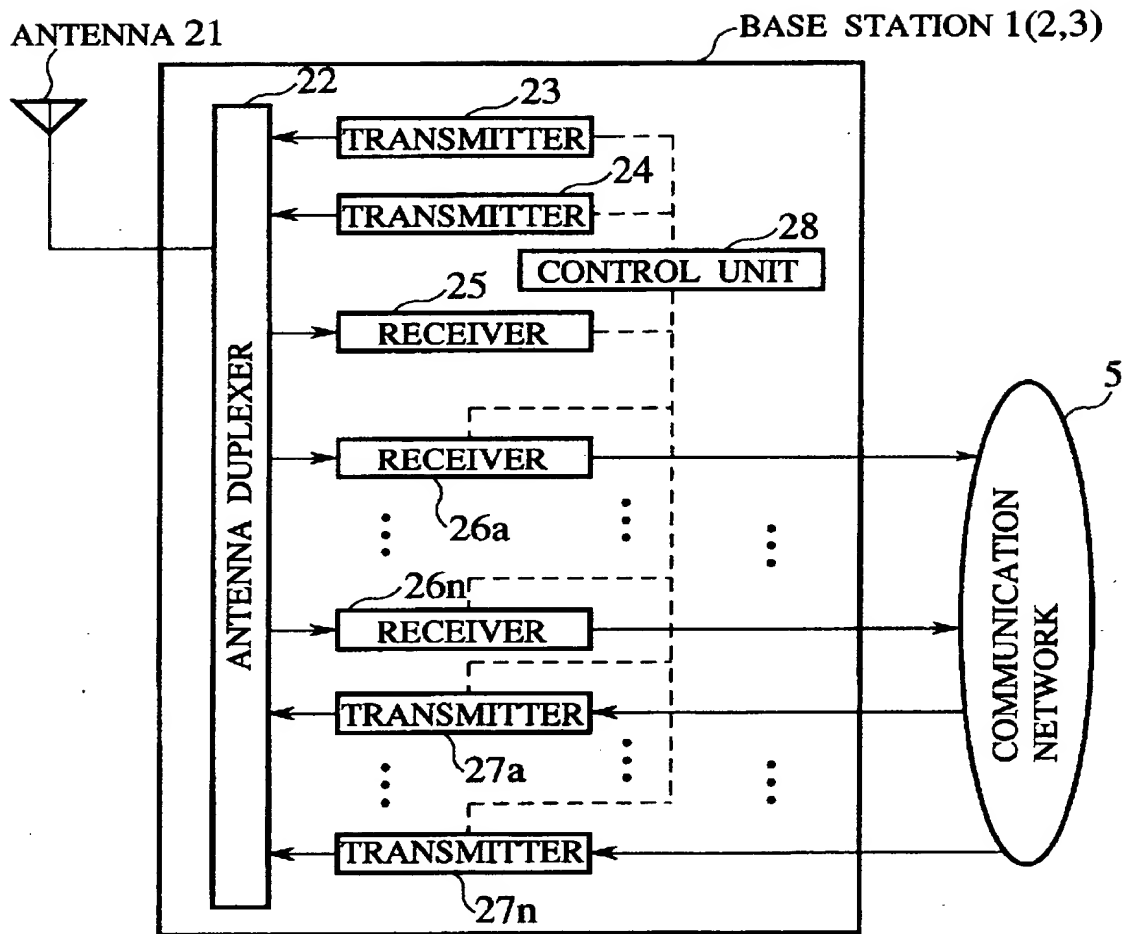 BASE STATION 1(2,3)
ANTENNA 21
22
23
TRANSMITTER
24
TRANSMITTER
28
CONTROL UNIT
25
RECEIVER
5
ANTENNA DUPLEXER
RECEIVER
26a
COMMUNICATION
NETWORK
26n
RECEIVER
TRANSMITTER
27a
TRANSMITTER
27n